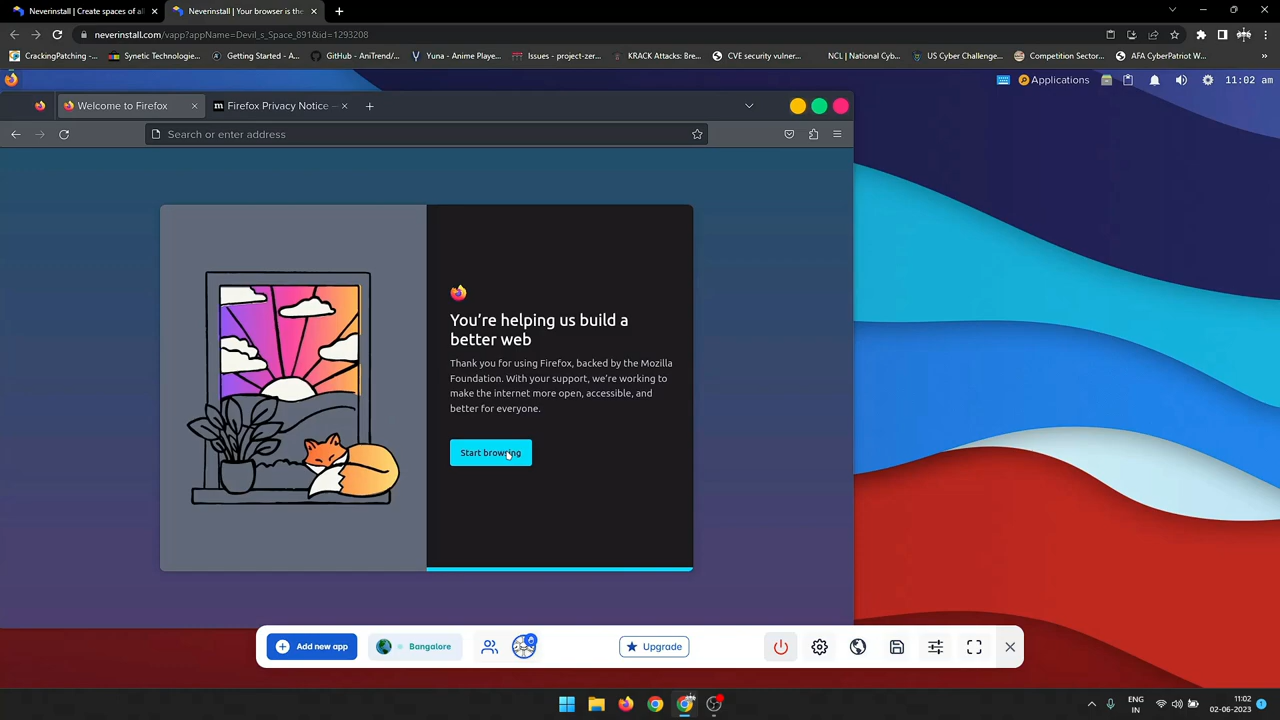 Neverinstall | Create spaces of al
Neverinstall | Your browser is the
neverinstall.com/vapp?appName=Devil_s_Space_891&id=1293208
CrackingPatching -...
Synetic Technologie...
GitHub - AniTrend/...
Yuna - Anime Playe...
Issues - project-zer...
KRACK Attacks: Bre...
CVE security vulner...
NCL | National Cyb...
US Cyber Challenge...
Competition Sector...
AFA CyberPatriot W...
»
Applications
11:02 am
Welcome to Firefox
Firefox Privacy Notice —
Search or enter address
You’re helping us build a
better web
Thank you for using Firefox, backed by the Mozilla
Foundation. With your support, we’re working to
make the internet more open, accessible, and
better for everyone.
Start browsing
Add new app
Bangalore
Upgrade
ENG
IN
11:02
02-06-2023